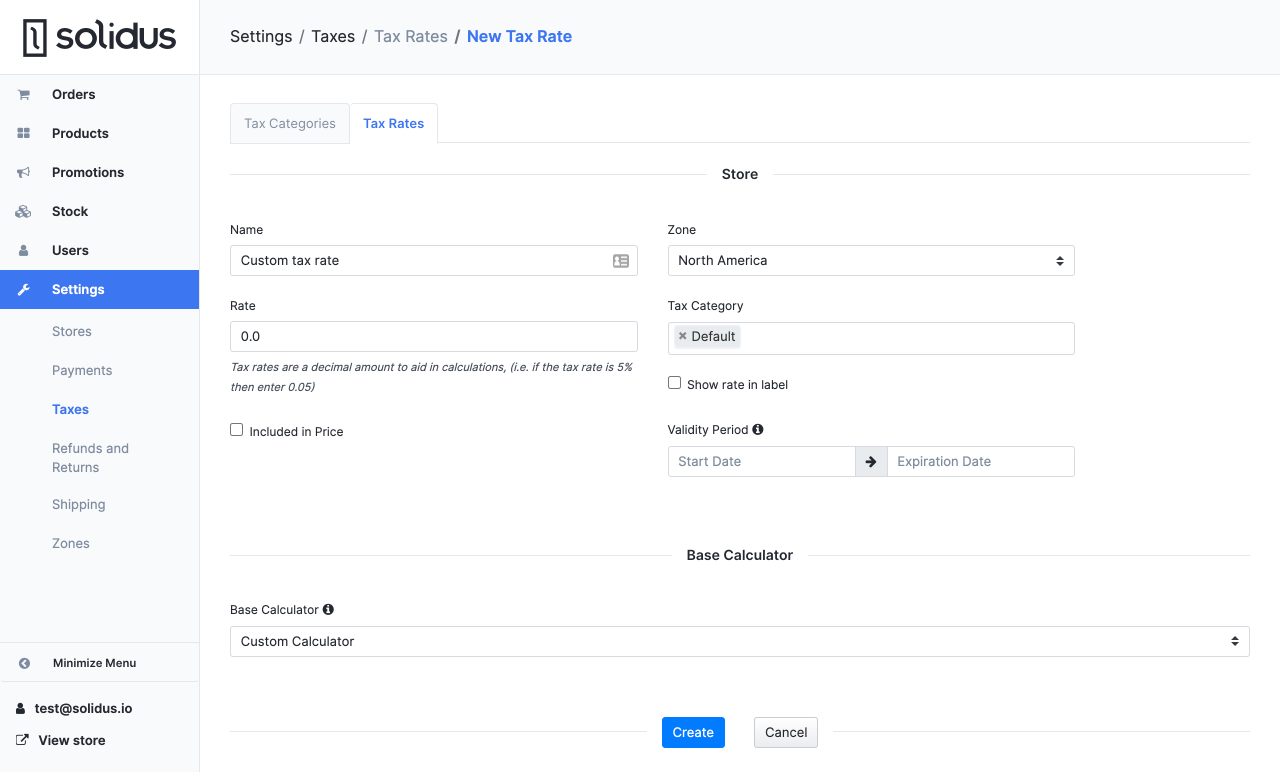 solidus
Settings / Taxes / Tax Rates / New Tax Rate
Orders
Products
Promotions
Stock
Users
Settings
Stores
Payments
Taxes
Refunds and
Returns
Shipping
Zones
Minimize Menu
test@solidus.io
View store
Tax Categories
Tax Rates
Store
Name
Custom tax rate
Zone
North America
Rate
0.0
Tax rates are a decimal amount to aid in calculations, (i.e. if the tax rate is 5%
then enter 0.05)
Tax Category
Default
Show rate in label
Included in Price
Validity Period
Start Date
Expiration Date
Base Calculator
Base Calculator
Custom Calculator
Create
Cancel